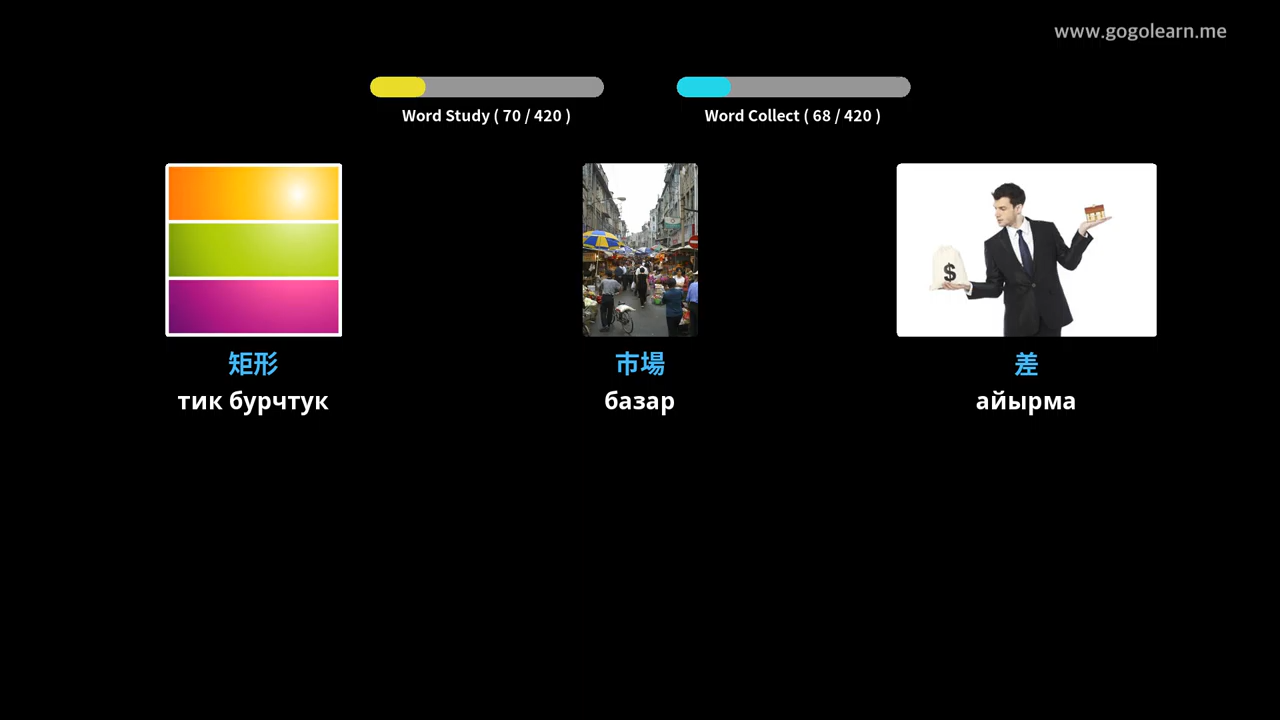 www.gogolearn.me
Word Study ( 70 / 420 )
Word Collect ( 68 / 420 )
矩形
тик бурчтук
市場
базар
$
差
айырма